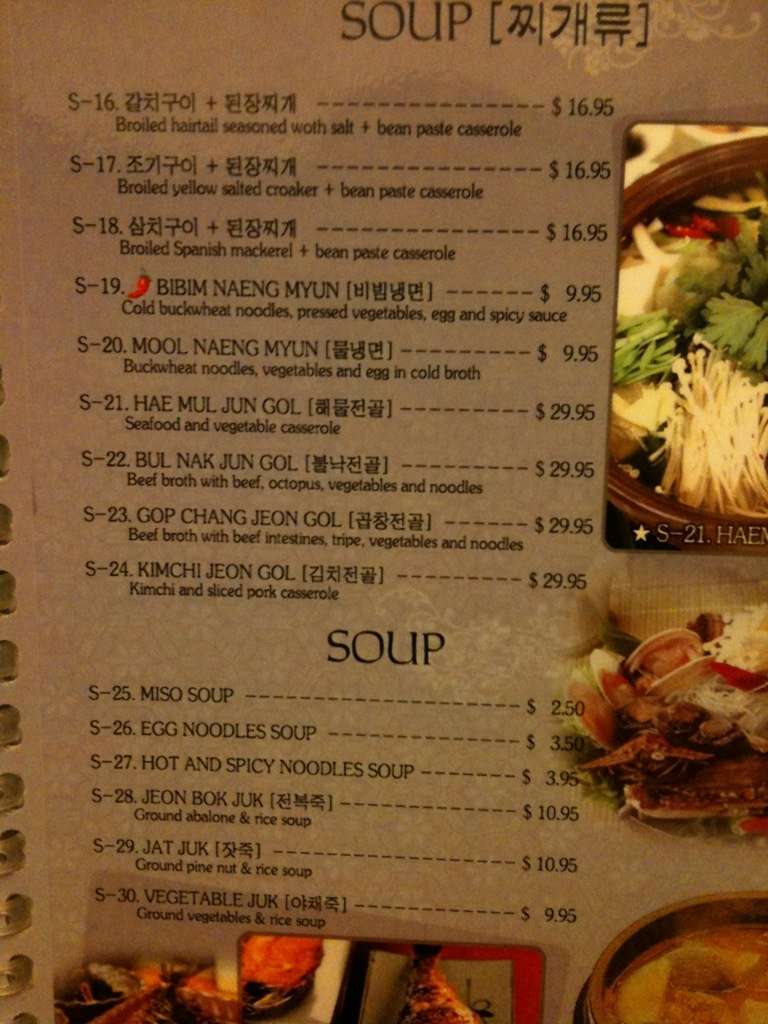 SOUP [찌개류]
S-16. 갈치구이 + 된장찌개 --------------- $ 16.95
Broiled hairtail seasoned woth salt + bean paste casserole
S-17. 조기구이 + 된장찌개 --------------- $ 16.95
Broiled yellow salted croaker + bean paste casserole
S-18. 삼치구이 + 된장찌개 --------------- $ 16.95
Broiled Spanish mackerel + bean paste casserole
S-19. BIBIM NAENG MYUN [비빔냉면] ------ $ 9.95
Cold buckwheat noodles, pressed vegetables, egg and spicy sauce
S-20. MOOL NAENG MYUN [물냉면] --------- $ 9.95
Buckwheat noodles, vegetables and egg in cold broth
S-21. HAE MUL JUN GOL [해물전골] --------- $ 29.95
Seafood and vegetable casserole
S-22. BUL NAK JUN GOL [불낙전골] --------- $ 29.95
Beef broth with beef, octopus, vegetables and noodles
S-23. GOP CHANG JEON GOL [곱창전골] ------ $ 29.95
Beef broth with beef intestines, tripe, vegetables and noodles
S-24. KIMCHI JEON GOL [김치전골] --------- $ 29.95
Kimchi and sliced pork casserole
★ S-21. HAEM
SOUP
S-25. MISO SOUP -------------------- $ 2.50
S-26. EGG NOODLES SOUP -------------- $ 3.50
S-27. HOT AND SPICY NOODLES SOUP ------- $ 3.95
S-28. JEON BOK JUK [전복죽] ------------- $ 10.95
Ground abalone & rice soup
S-29. JAT JUK [잣죽] ------------------- $ 10.95
Ground pine nut & rice soup
S-30. VEGETABLE JUK [야채죽] ------------ $ 9.95
Ground vegetables & rice soup